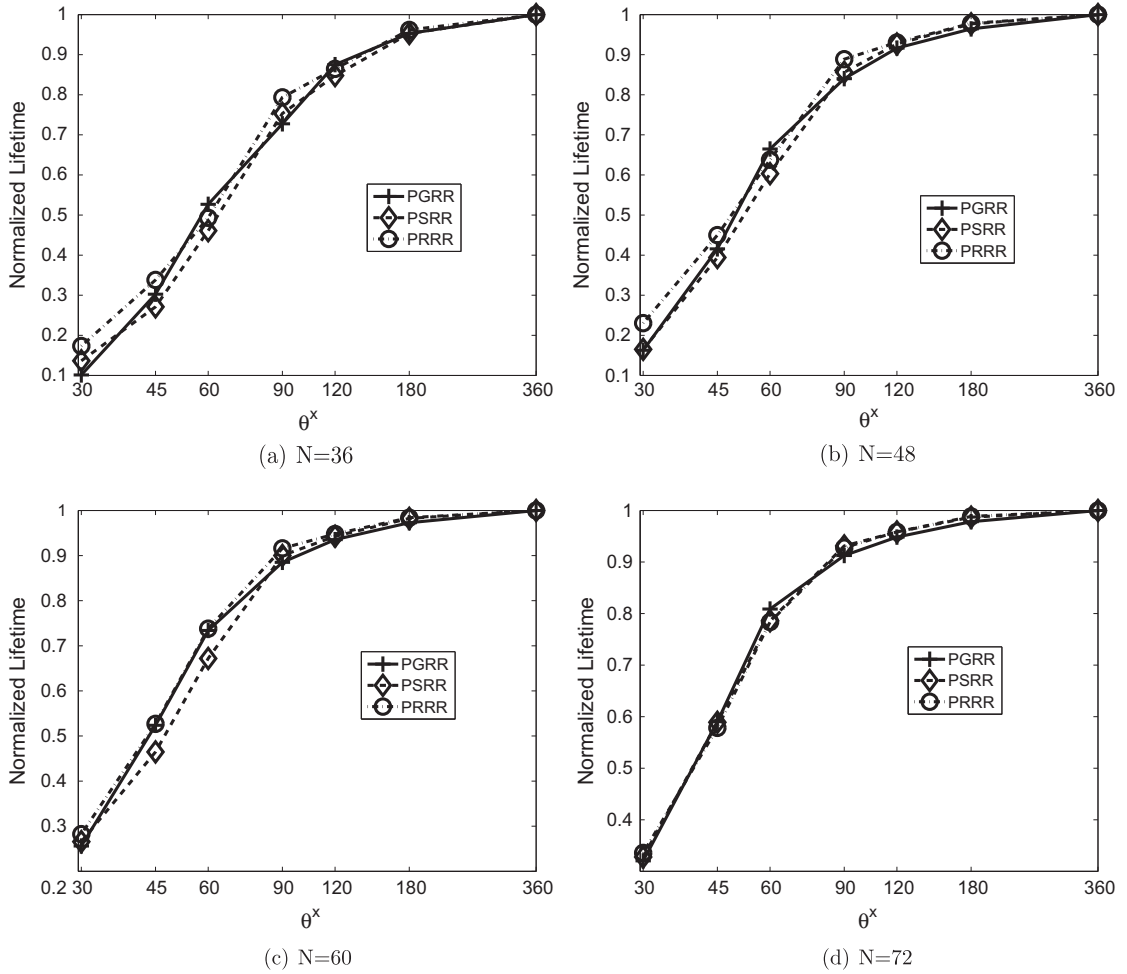 1
0.9
0.8
0.7
0.6
0.5
0.4
0.3
0.2
0.1
Normalized Lifetime
PGRR
PSRR
PRRR
30 45 60 90 120 180 360
θx
(a) N=36
1
0.9
0.8
0.7
0.6
0.5
0.4
0.3
0.2
0.1
Normalized Lifetime
PGRR
PSRR
PRRR
30 45 60 90 120 180 360
θx
(b) N=48
1
0.9
0.8
0.7
0.6
0.5
0.4
0.3
0.2
Normalized Lifetime
PGRR
PSRR
PRRR
30 45 60 90 120 180 360
θx
(c) N=60
1
0.9
0.8
0.7
0.6
0.5
0.4
Normalized Lifetime
PGRR
PSRR
PRRR
30 45 60 90 120 180 360
θx
(d) N=72